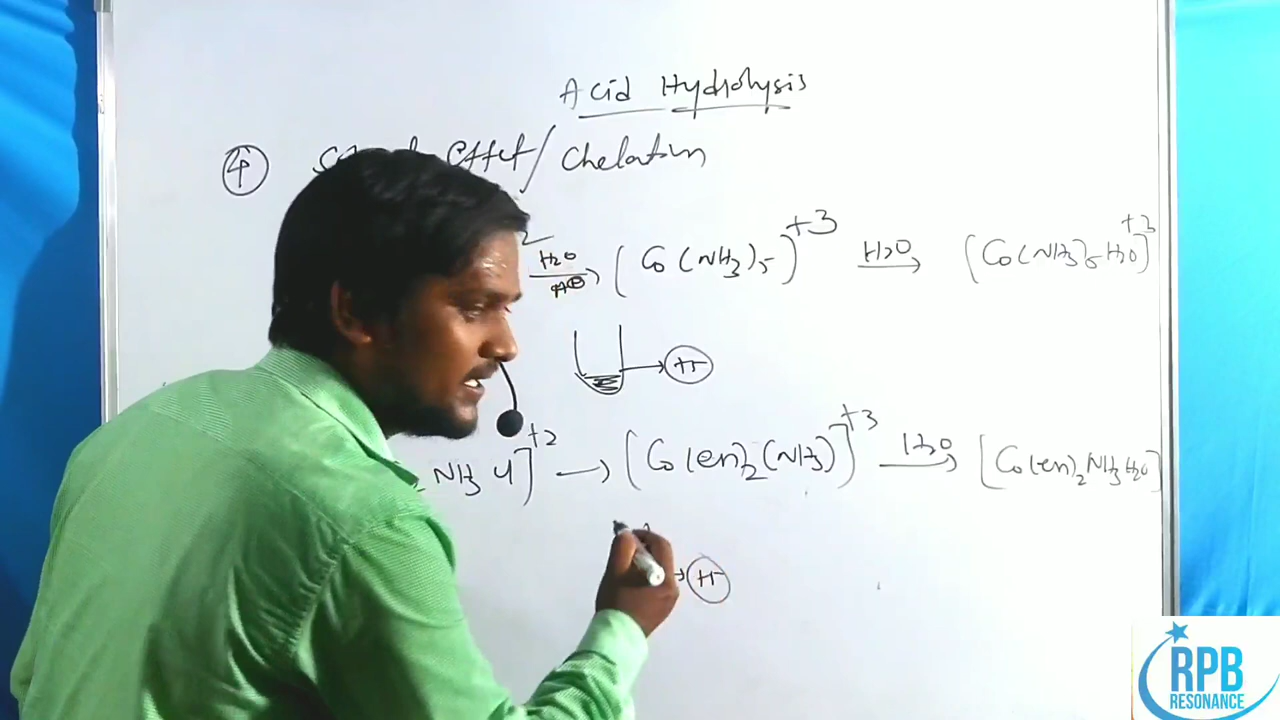 Acid Hydrolysis
④ Effect/ Chelation
H2O (Co(NH3)5)+3 H2O (Co(NH3)5H2O)+3
H+
NH3 Cl]+2 → (Co(en)2(NH3)]+3 H2O [Co(en)2NH3H2O]
→ H+
RPB
RESONANCE